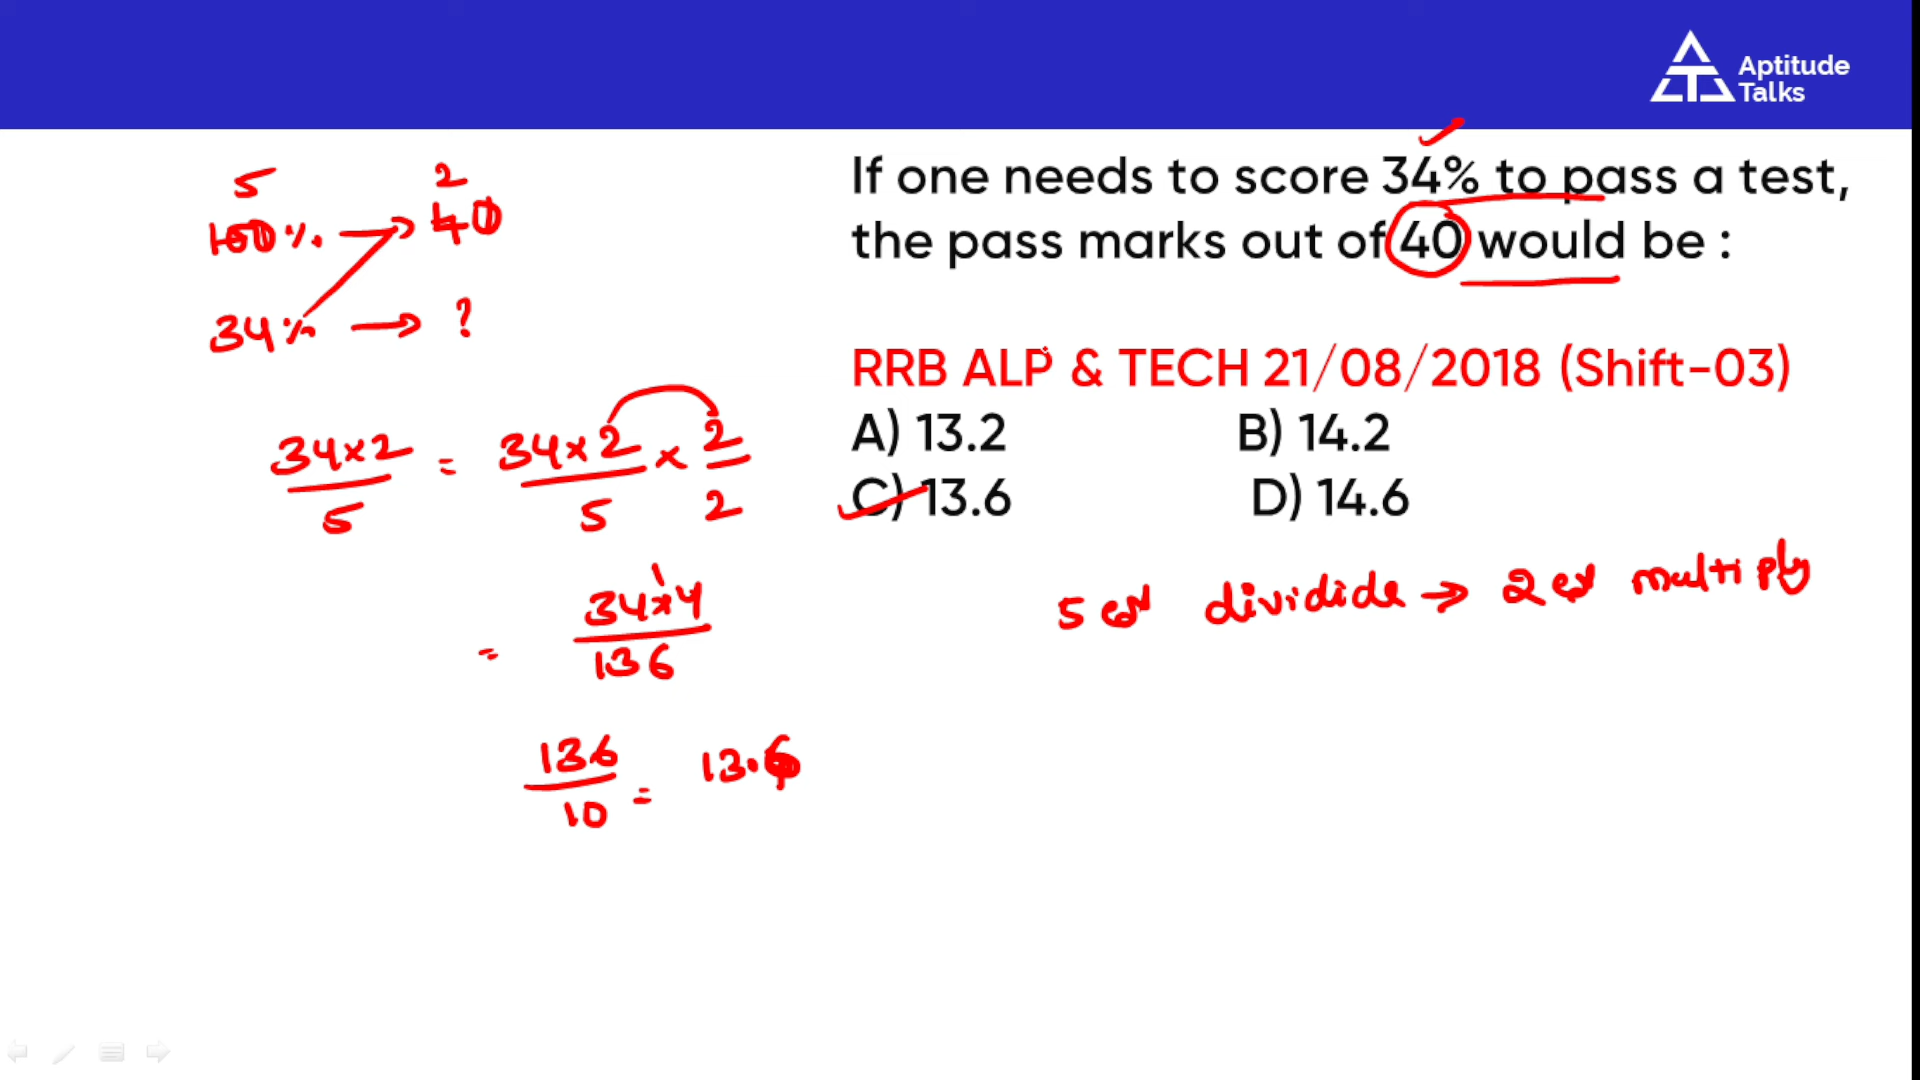 Aptitude
Talks
If one needs to score 34% to pass a test,
the pass marks out of 40 would be :
RRB ALP & TECH 21/08/2018 (Shift-03)
A) 13.2 B) 14.2
C) 13.6 D) 14.6
5 2
100% → 40
34% → ?
34×2/5 = 34×2/5 × 2/2
= 34×4/136
136/10 = 13.6
5 dividide → 2 multiply